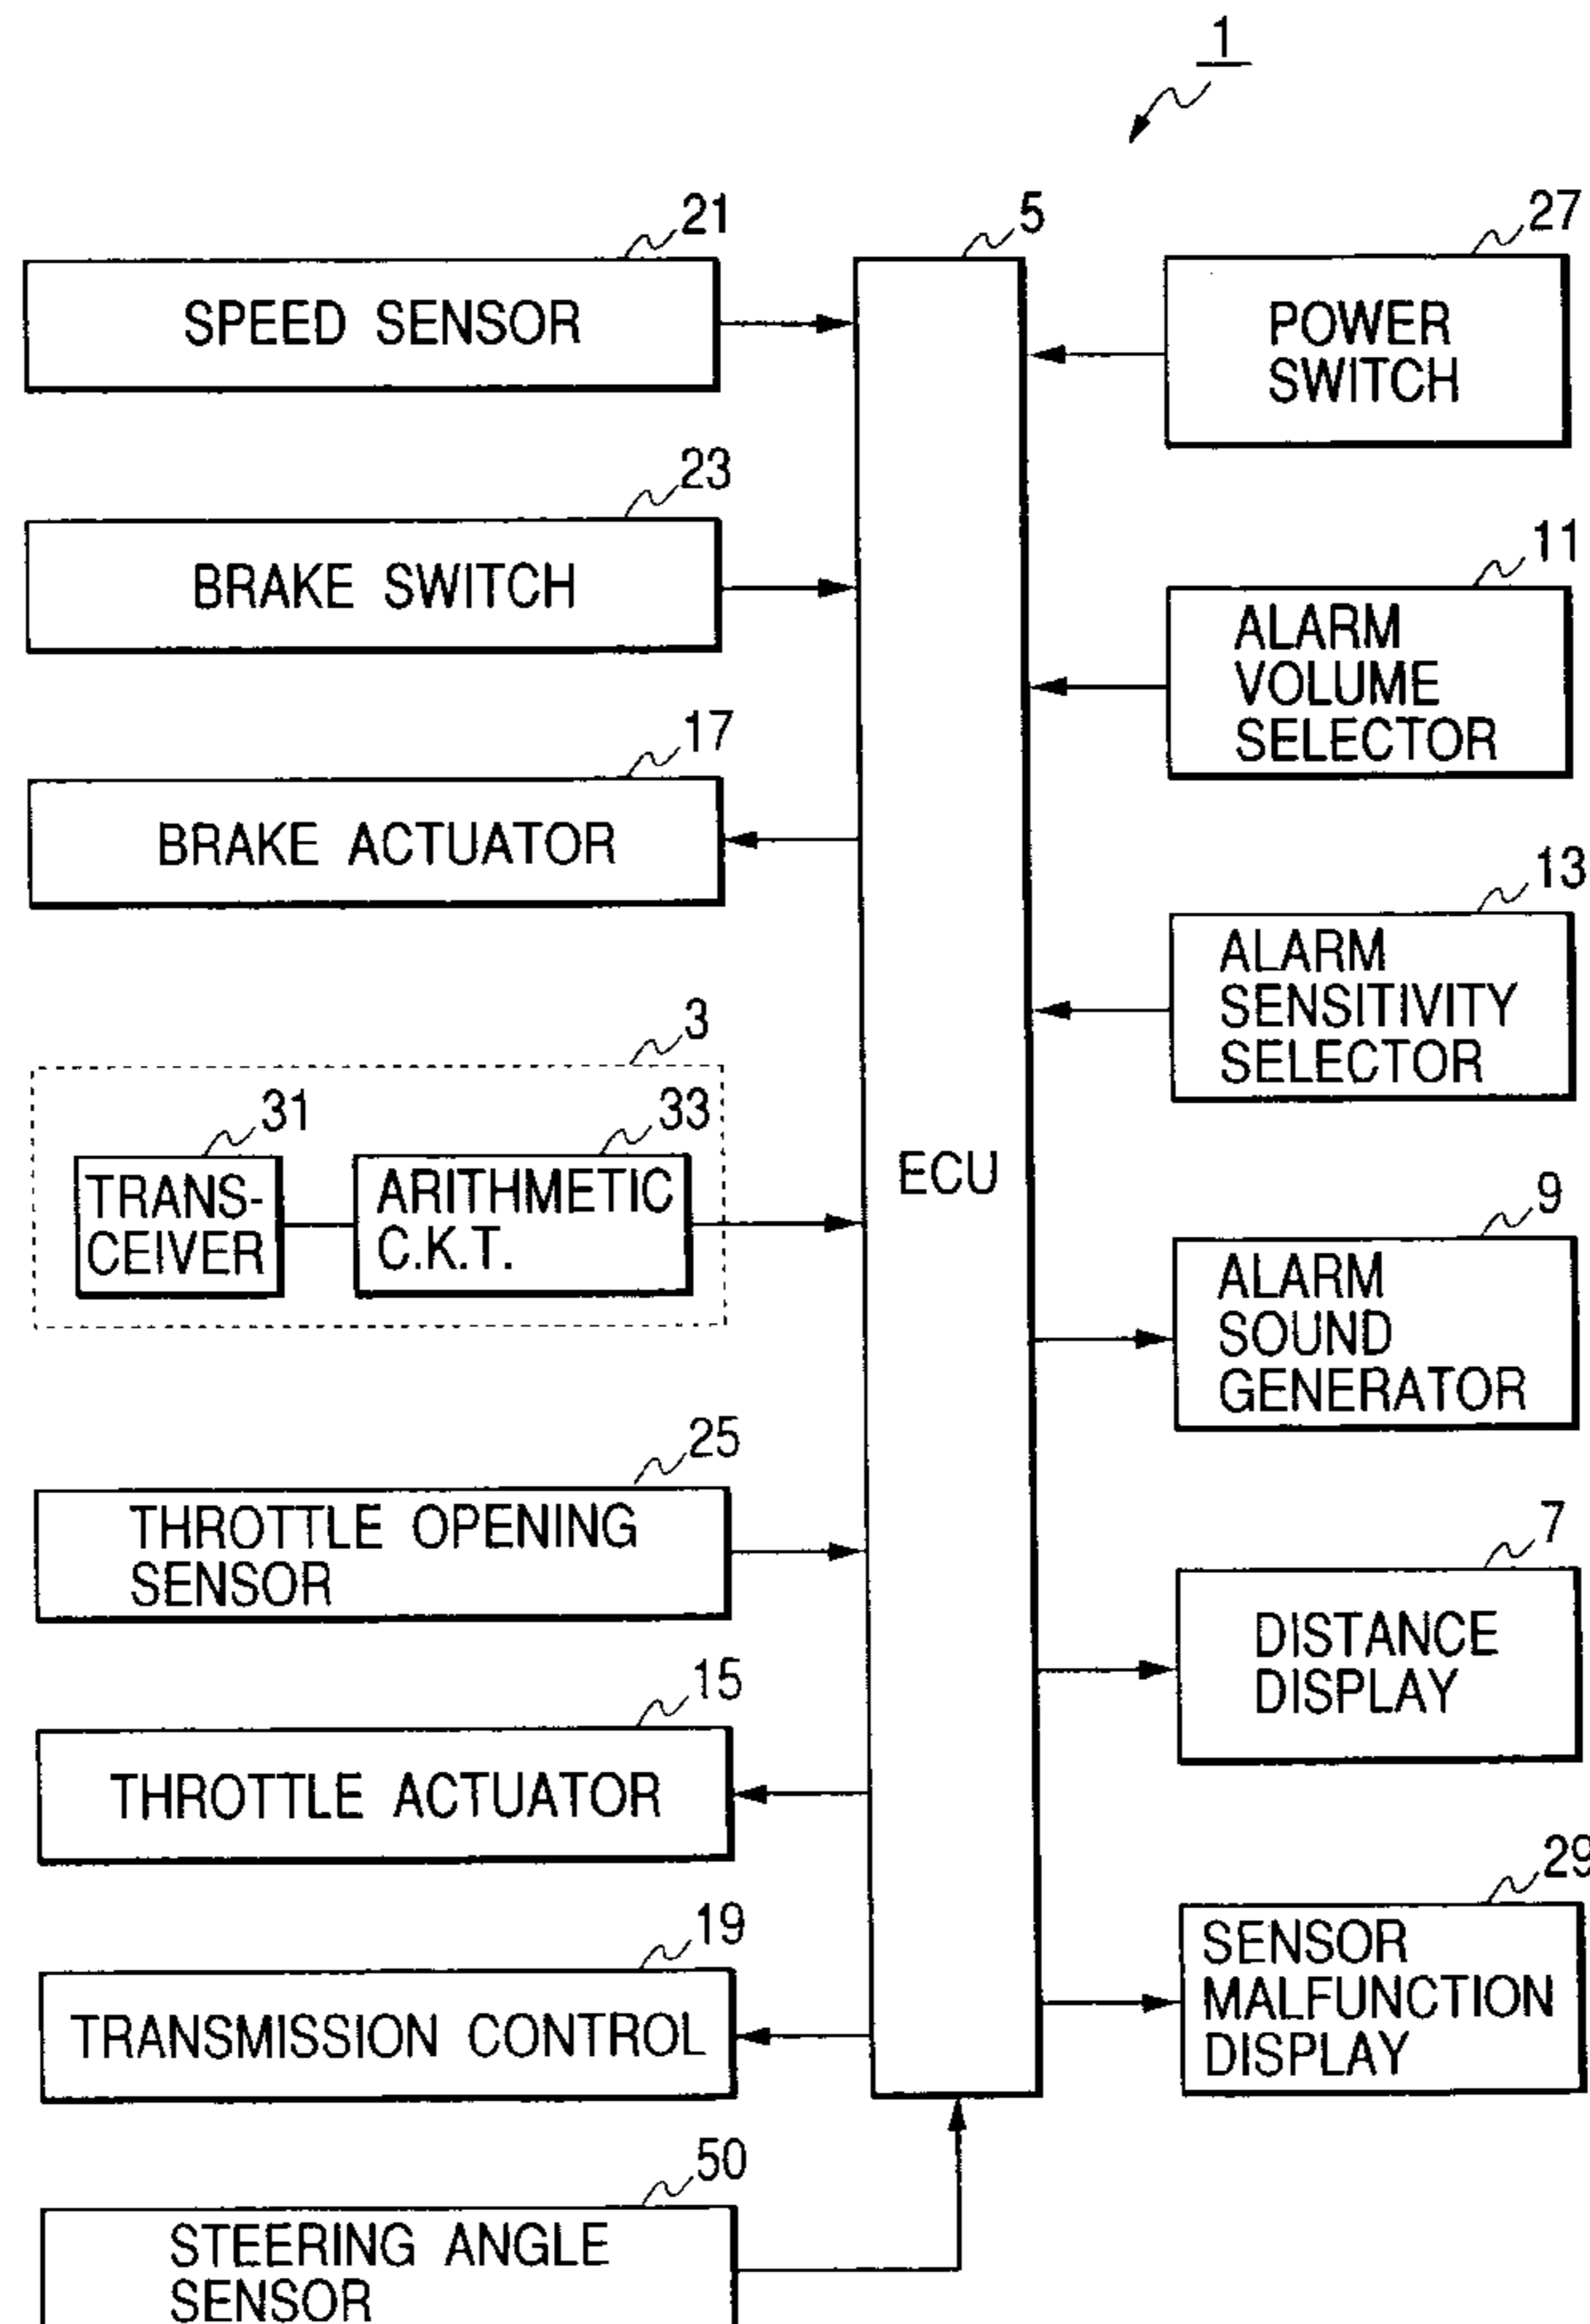 1
21
5
27
SPEED SENSOR
POWER
SWITCH
23
11
BRAKE SWITCH
ALARM
VOLUME
SELECTOR
17
BRAKE ACTUATOR
13
ALARM
SENSITIVITY
SELECTOR
3
31
33
TRANS-
CEIVER
ARITHMETIC
C.K.T.
ECU
9
ALARM
SOUND
GENERATOR
25
THROTTLE OPENING
SENSOR
7
DISTANCE
DISPLAY
15
THROTTLE ACTUATOR
29
SENSOR
MALFUNCTION
DISPLAY
19
TRANSMISSION CONTROL
50
STEERING ANGLE
SENSOR